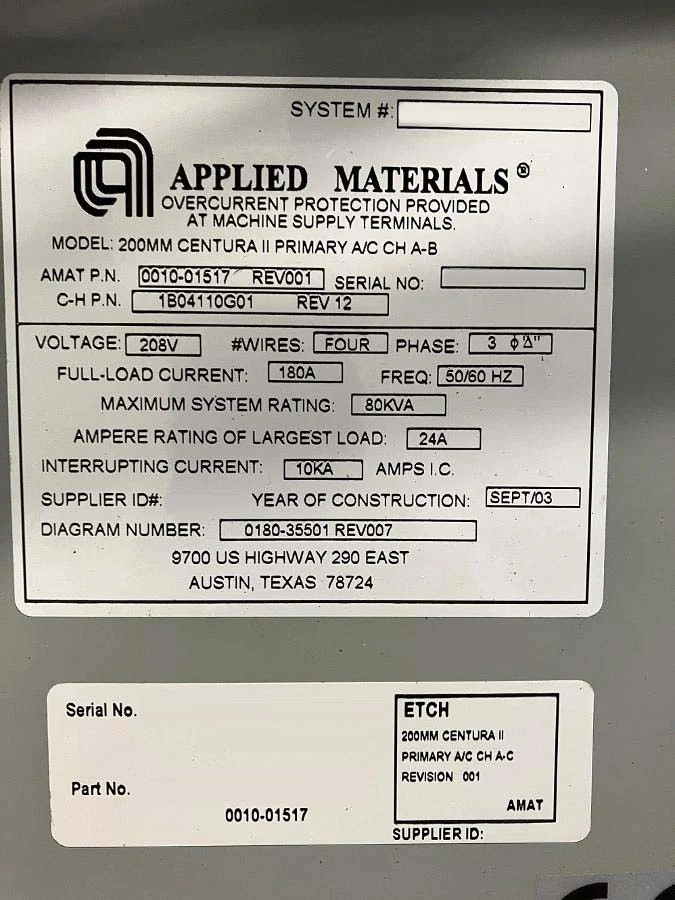 SYSTEM #:
APPLIED MATERIALS®
OVERCURRENT PROTECTION PROVIDED
AT MACHINE SUPPLY TERMINALS.
MODEL: 200MM CENTURA II PRIMARY A/C CH A-B
AMAT P.N. 0010-01517 REV001 SERIAL NO:
C-H P.N. 1B04110G01 REV 12
VOLTAGE: 208V #WIRES: FOUR PHASE: 3 ϕ "Δ"
FULL-LOAD CURRENT: 180A FREQ: 50/60 HZ
MAXIMUM SYSTEM RATING: 80KVA
AMPERE RATING OF LARGEST LOAD: 24A
INTERRUPTING CURRENT: 10KA AMPS I.C.
SUPPLIER ID#: YEAR OF CONSTRUCTION: SEPT/03
DIAGRAM NUMBER: 0180-35501 REV007
9700 US HIGHWAY 290 EAST
AUSTIN, TEXAS 78724
Serial No.
Part No.
0010-01517
ETCH
200MM CENTURA II
PRIMARY A/C CH A-C
REVISION 001
AMAT
SUPPLIER ID: